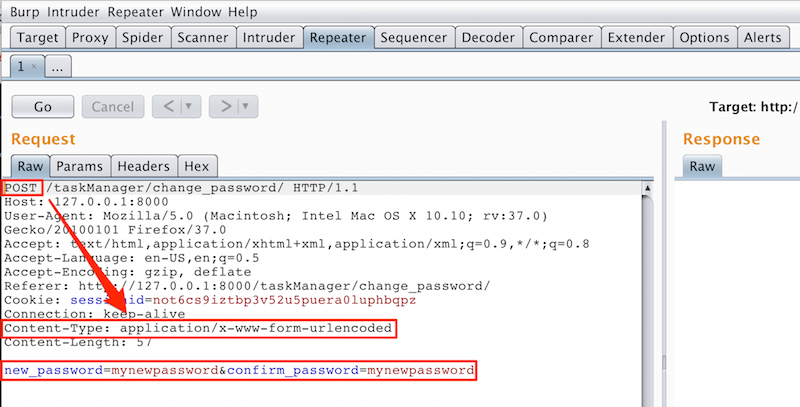 Burp Intruder Repeater Window Help
Target Proxy Spider Scanner Intruder Repeater Sequencer Decoder Comparer Extender Options Alerts
1 × ...
Go Cancel < ▼ > ▼ Target: http:/
Request
Response
Raw Params Headers Hex
Raw
POST /taskManager/change_password/ HTTP/1.1
Host: 127.0.0.1:8000
User-Agent: Mozilla/5.0 (Macintosh; Intel Mac OS X 10.10; rv:37.0)
Gecko/20100101 Firefox/37.0
Accept: text/html,application/xhtml+xml,application/xml;q=0.9,*/*;q=0.8
Accept-Language: en-US,en;q=0.5
Accept-Encoding: gzip, deflate
Referer: http://127.0.0.1:8000/taskManager/change_password/
Cookie: sessionid=not6cs9iztbp3v52u5puera0luphbqpz
Connection: keep-alive
Content-Type: application/x-www-form-urlencoded
Content-Length: 57
new_password=mynewpassword&confirm_password=mynewpassword